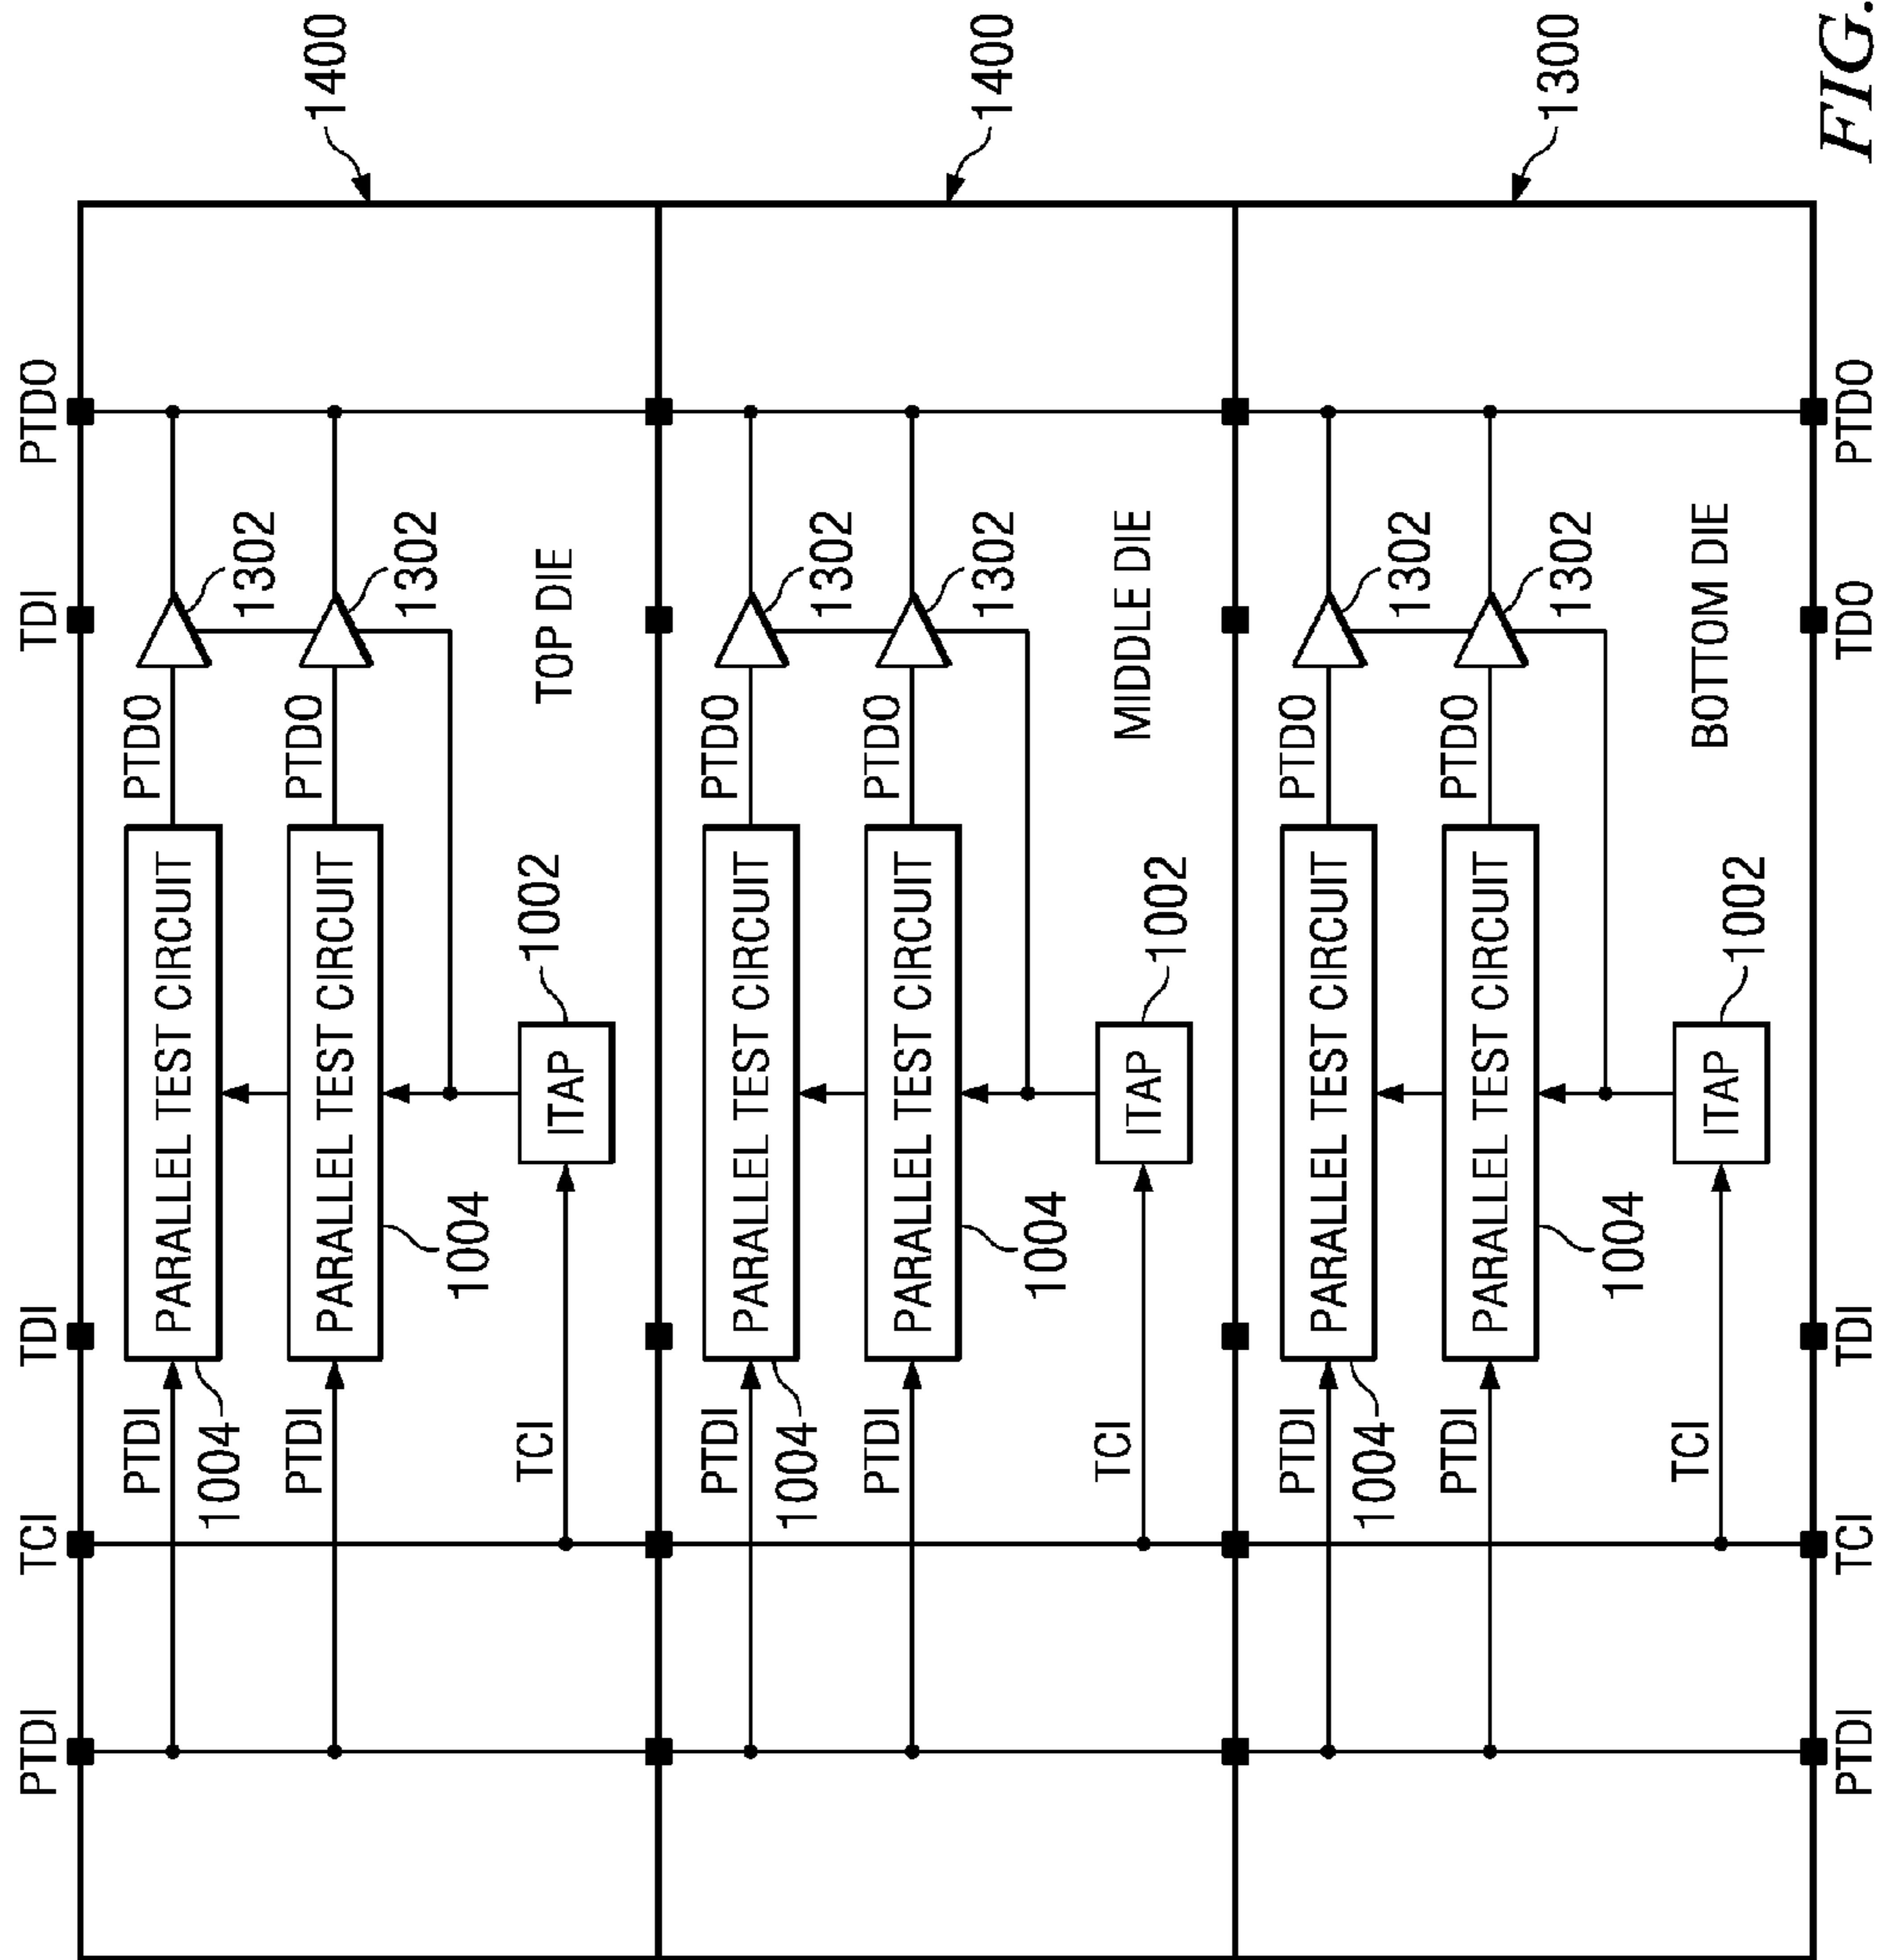 PTDI TCI TDI TDI PTDO
PTDI PARALLEL TEST CIRCUIT PTDO
1004 1302
1400
PTDI PARALLEL TEST CIRCUIT PTDO
1302
1004
TCI ITAP 1002 TOP DIE
PTDI PARALLEL TEST CIRCUIT PTDO
1004 1302
PTDI PARALLEL TEST CIRCUIT PTDO
1302 1400
1004
TCI ITAP 1002 MIDDLE DIE
PTDI PARALLEL TEST CIRCUIT PTDO
1004 1302
PTDI PARALLEL TEST CIRCUIT PTDO
1302 1300
1004
TCI ITAP 1002 BOTTOM DIE
PTDI TCI TDI TDO PTDO
FIG.